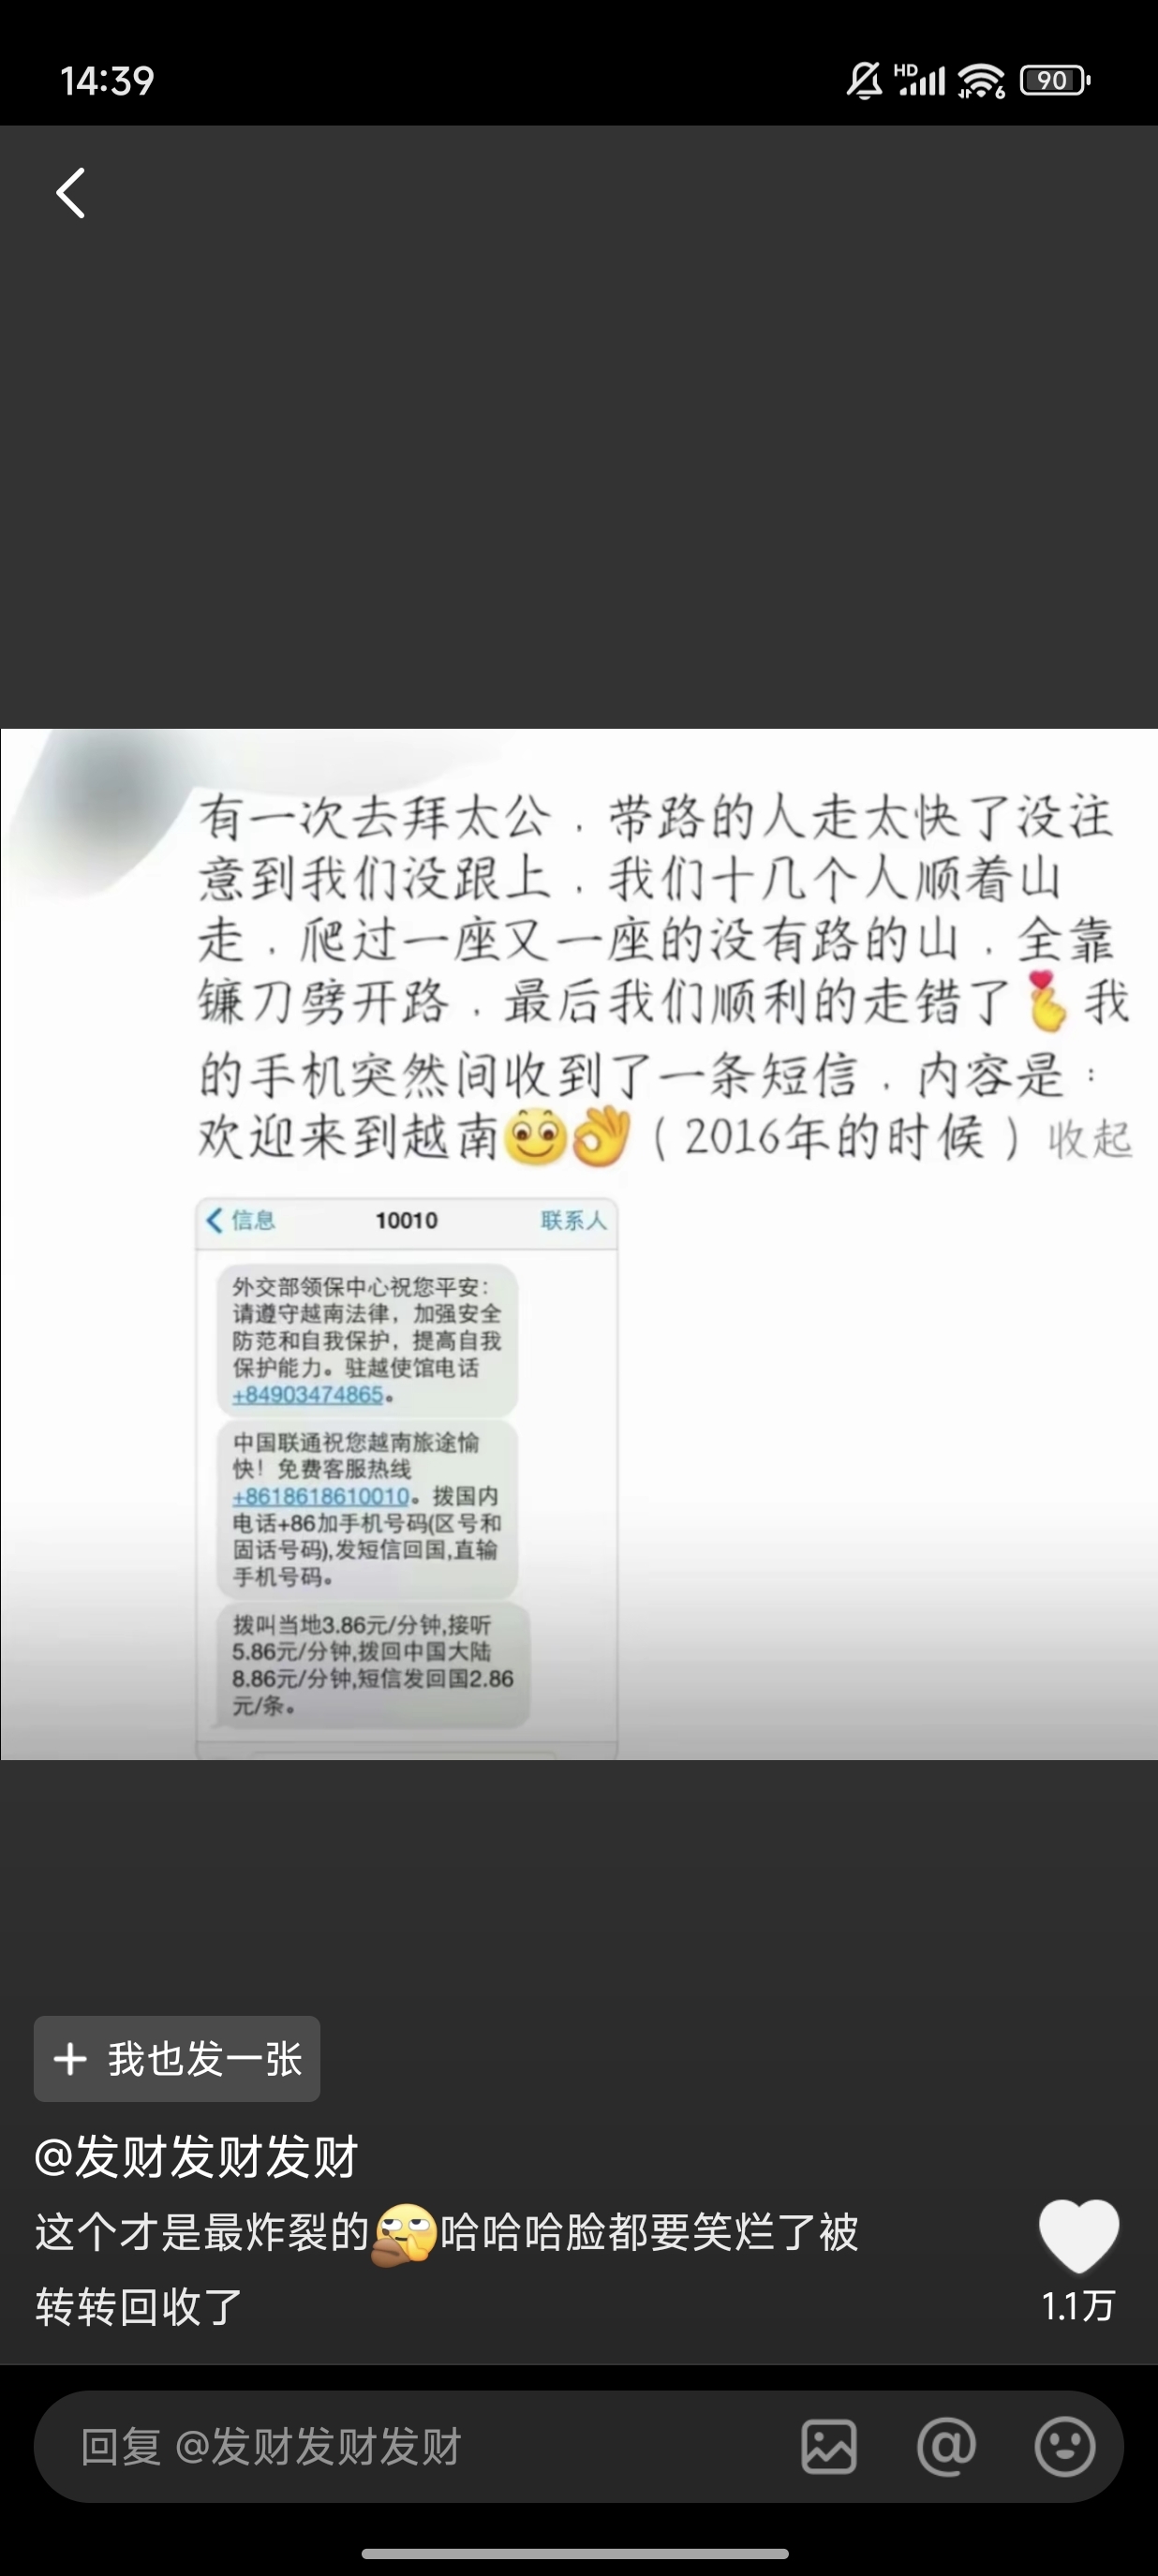 14:39
HD
6
90
有一次去拜太公，带路的人走太快了没注
意到我们没跟上，我们十几个人顺着山
走，爬过一座又一座的没有路的山，全靠
镰刀劈开路，最后我们顺利的走错了🫰我
的手机突然间收到了一条短信，内容是：
欢迎来到越南🙂👌（2016年的时候）收起
信息 10010 联系人
外交部领保中心祝您平安：
请遵守越南法律，加强安全
防范和自我保护，提高自我
保护能力。驻越使馆电话
+84903474865。
中国联通祝您越南旅途愉
快！免费客服热线
+8618618610010。拨国内
电话+86加手机号码(区号和
固话号码),发短信回国,直输
手机号码。
拨叫当地3.86元/分钟,接听
5.86元/分钟,拨回中国大陆
8.86元/分钟,短信发回国2.86
元/条。
+ 我也发一张
@发财发财发财
这个才是最炸裂的🙄哈哈哈脸都要笑烂了被
转转回收了
1.1万
回复 @发财发财发财